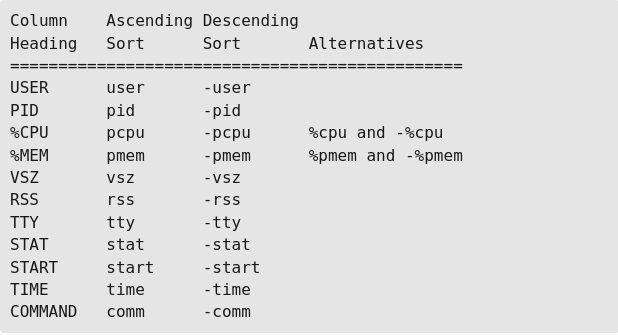 Column    Ascending Descending
Heading   Sort      Sort       Alternatives
===============================================
USER      user      -user
PID       pid       -pid
%CPU      pcpu      -pcpu      %cpu and -%cpu
%MEM      pmem      -pmem      %pmem and -%pmem
VSZ       vsz       -vsz
RSS       rss       -rss
TTY       tty       -tty
STAT      stat      -stat
START     start     -start
TIME      time      -time
COMMAND   comm      -comm